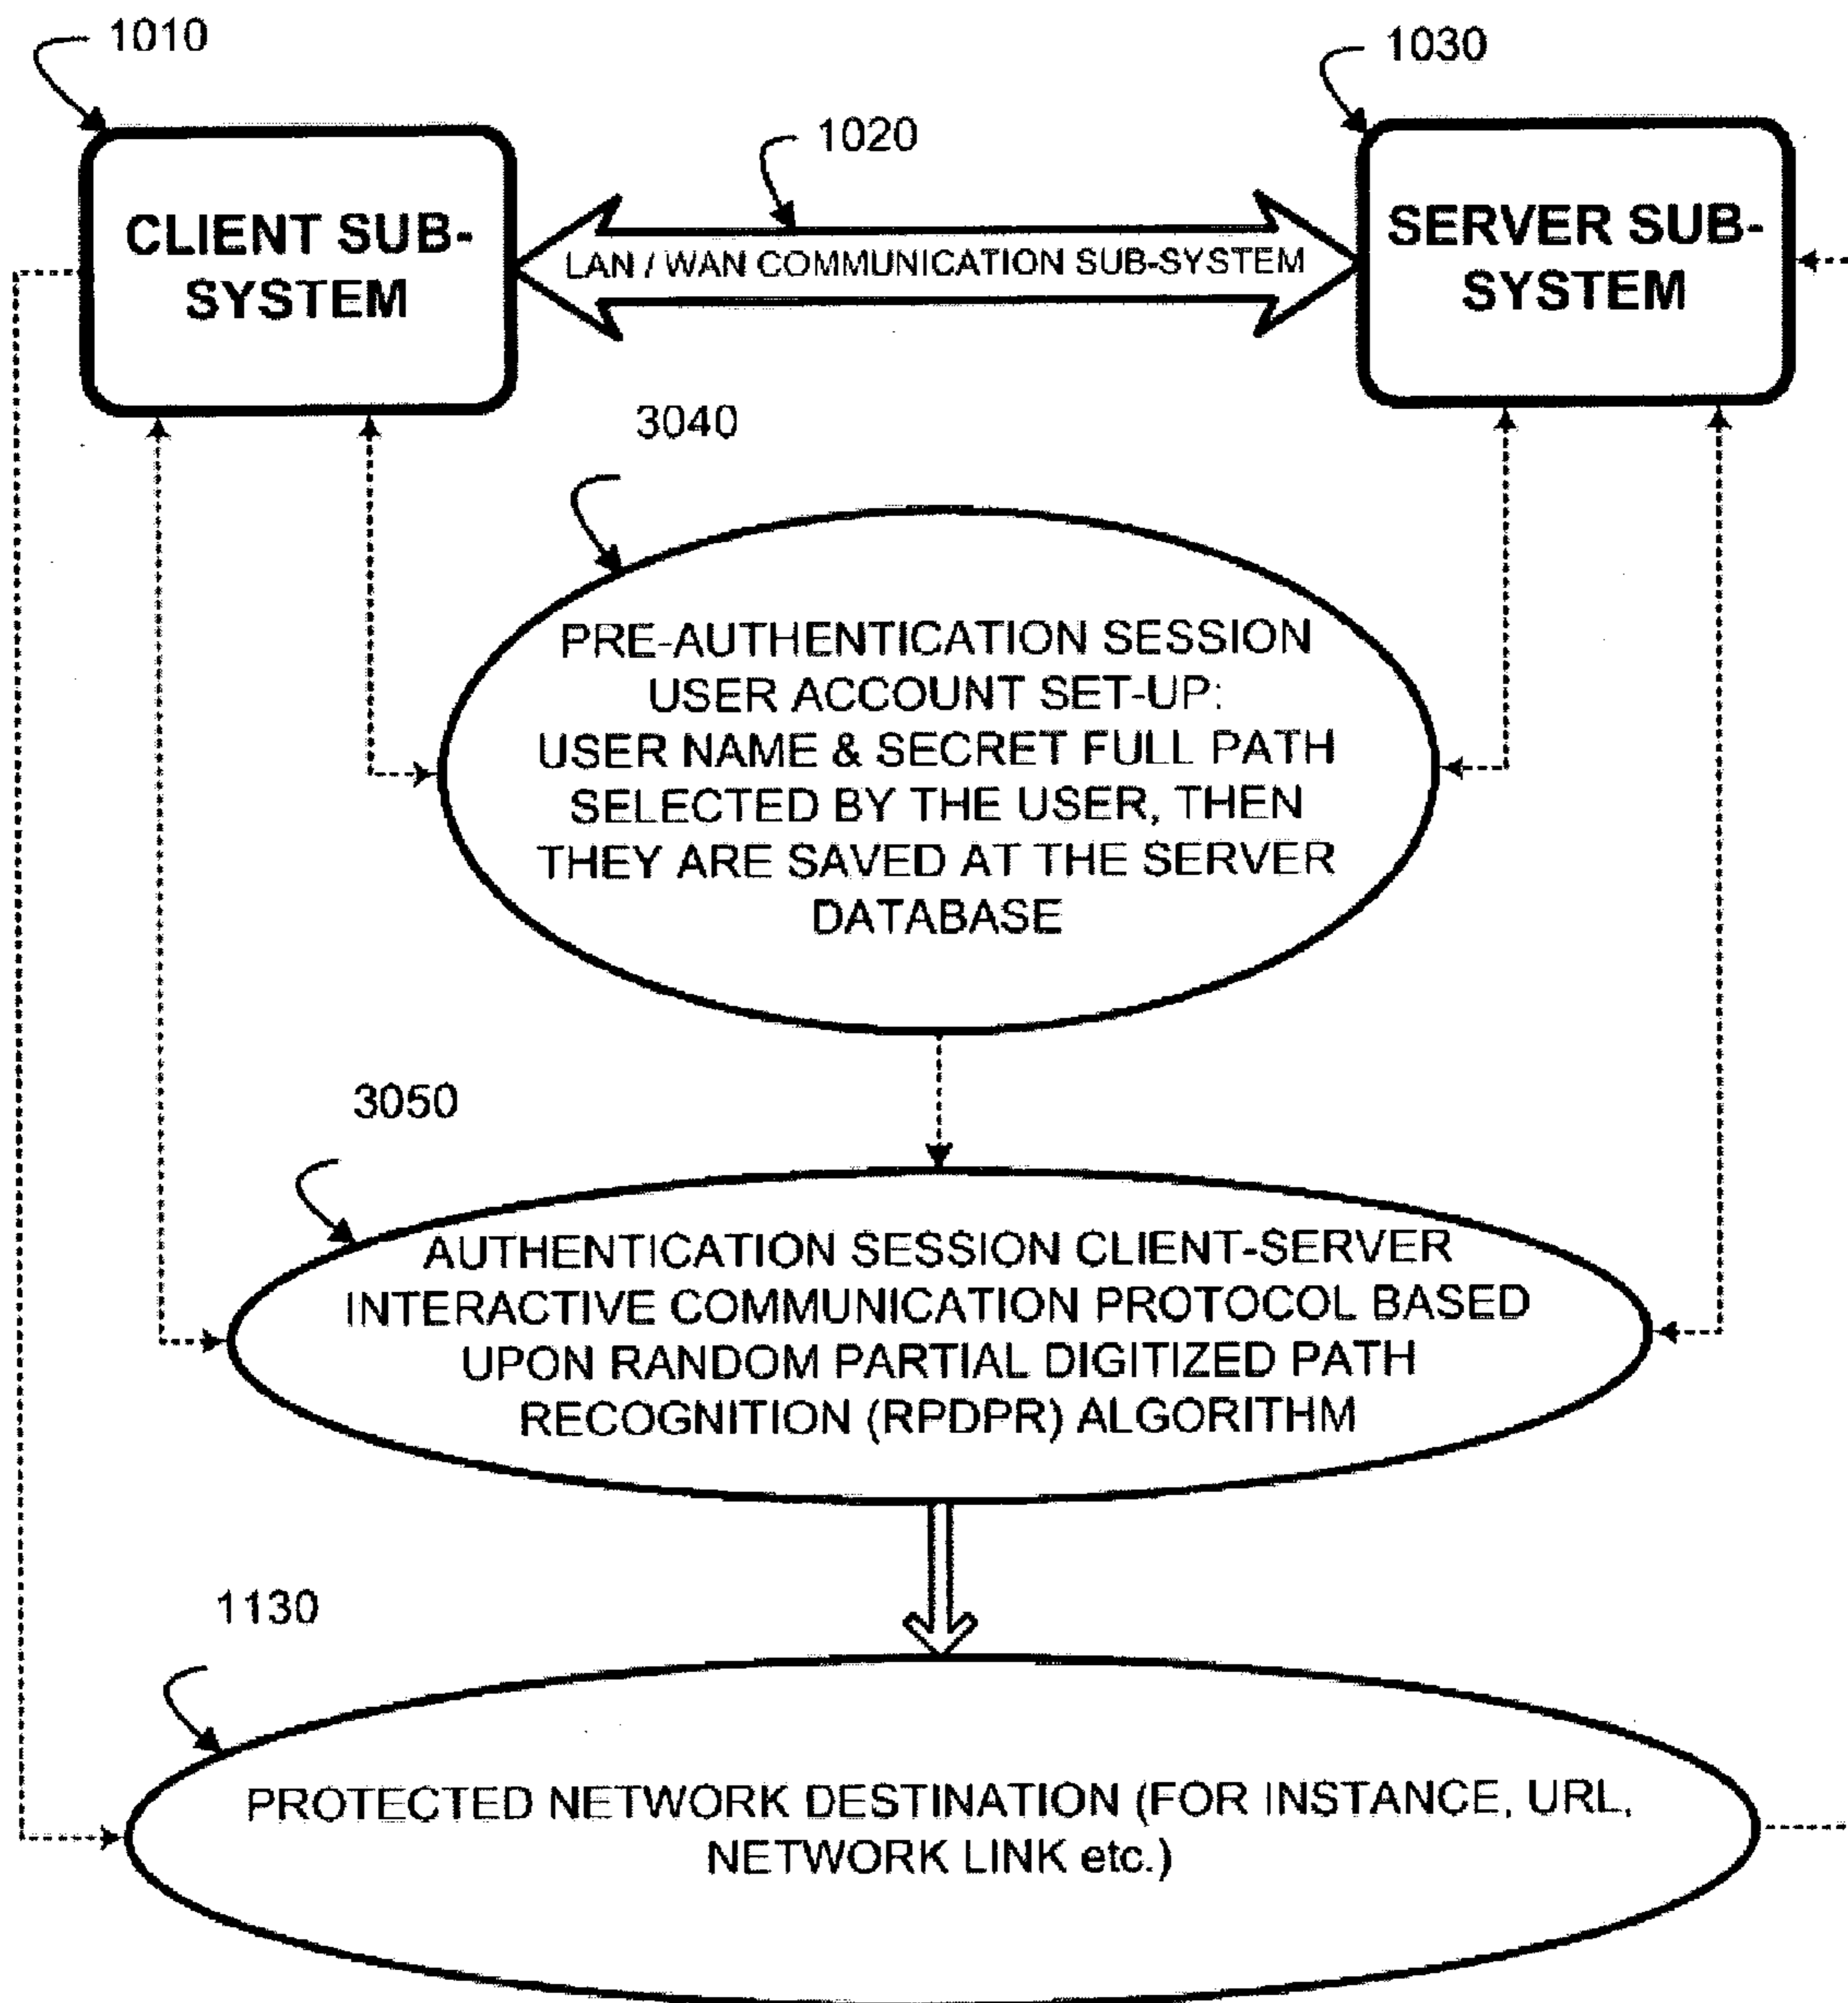 1010
1030
1020
CLIENT SUB-
SYSTEM
LAN / WAN COMMUNICATION SUB-SYSTEM
SERVER SUB-
SYSTEM
3040
PRE-AUTHENTICATION SESSION
USER ACCOUNT SET-UP:
USER NAME & SECRET FULL PATH
SELECTED BY THE USER, THEN
THEY ARE SAVED AT THE SERVER
DATABASE
3050
AUTHENTICATION SESSION CLIENT-SERVER
INTERACTIVE COMMUNICATION PROTOCOL BASED
UPON RANDOM PARTIAL DIGITIZED PATH
RECOGNITION (RPDPR) ALGORITHM
1130
PROTECTED NETWORK DESTINATION (FOR INSTANCE, URL,
NETWORK LINK etc.)